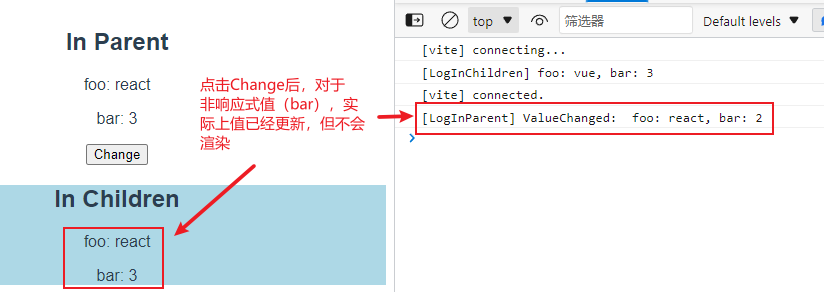 In Parent
foo: react
bar: 3
Change
点击Change后，对于
非响应式值（bar），实
际上值已经更新，但不会
渲染
In Children
foo: react
bar: 3
top
筛选器
Default levels
[vite] connecting...
[LogInChildren] foo: vue, bar: 3
[vite] connected.
[LogInParent] ValueChanged:  foo: react, bar: 2